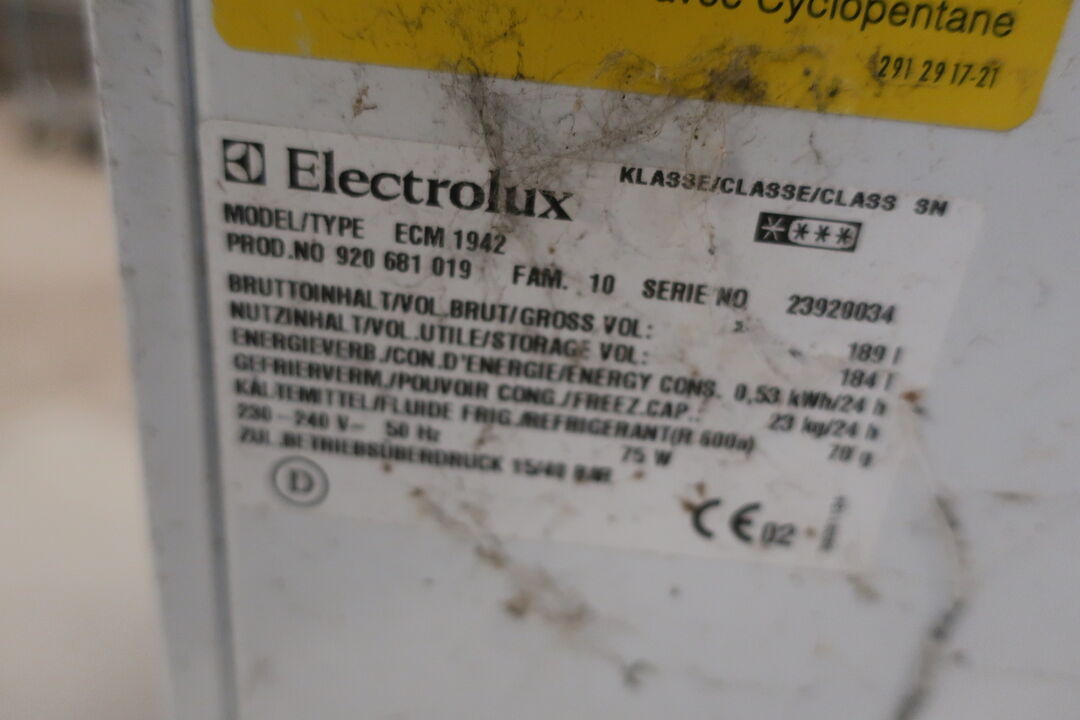 avec Cyclopentane
291 29 17-21
Electrolux
KLASSE/CLASSE/CLASS SN
MODEL/TYPE ECM 1942
PROD.NO 920 681 019 FAM. 10 SERIE NO 23920034
BRUTTOINHALT/VOL.BRUT/GROSS VOL: 189 l
NUTZINHALT/VOL.UTILE/STORAGE VOL: 184 l
ENERGIEVERB./CON.D'ENERGIE/ENERGY CONS. 0,53 kWh/24 h
GEFRIERVERM./POUVOIR CONG./FREEZ.CAP.: 23 kg/24 h
KÄLTEMITTEL/FLUIDE FRIG./REFRIGERANT(R 600a) 70 g
230-240 V~ 50 Hz 75 W
ZUL.BETRIEBSÜBERDRUCK 15/40 BAR
D
CE 02